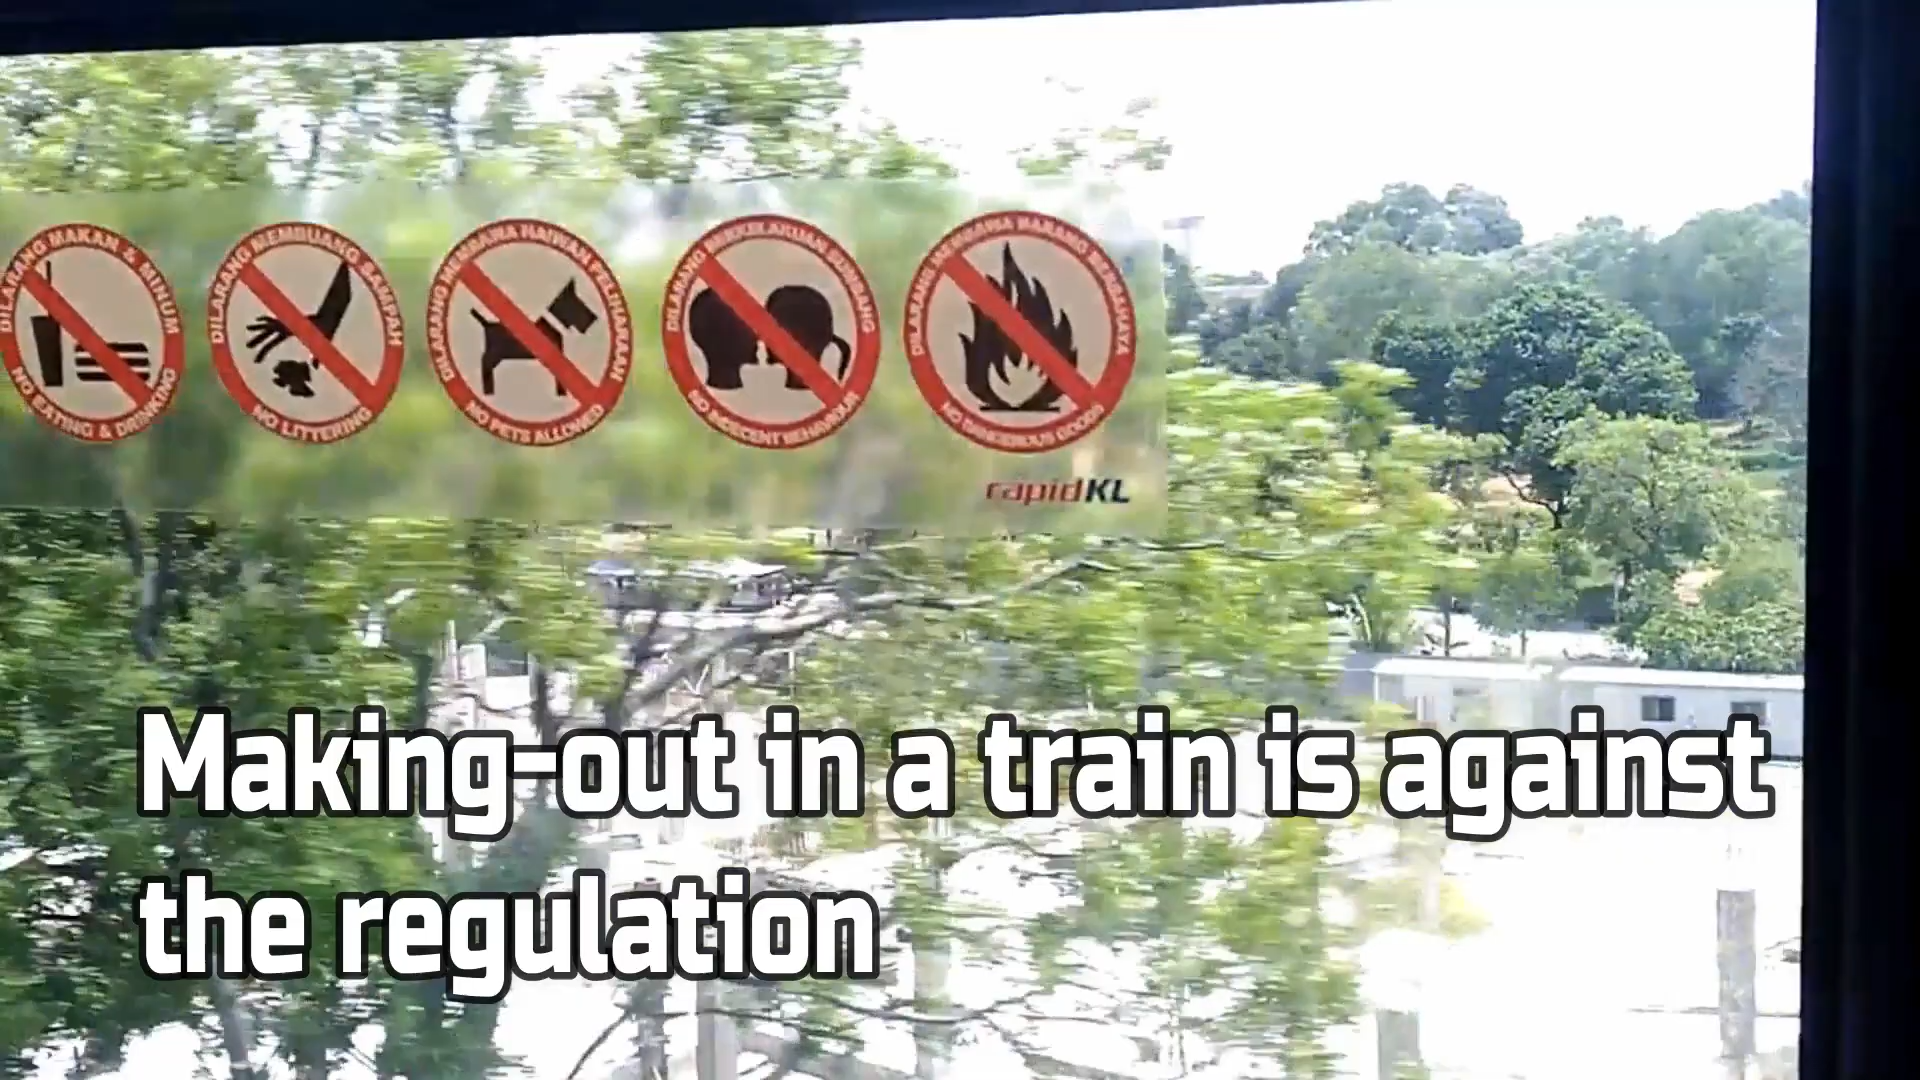 DILARANG MAKAN & MINUM
NO EATING & DRINKING
DILARANG MEMBUANG SAMPAH
NO LITTERING
DILARANG MEMBAWA HAIWAN PELIHARAAN
NO PETS ALLOWED
DILARANG BERKELAKUAN SUMBANG
NO INDECENT BEHAVIOUR
DILARANG MEMBAWA BARANG MERBAHAYA
NO DANGEROUS GOODS
rapidKL
Making-out in a train is against
the regulation